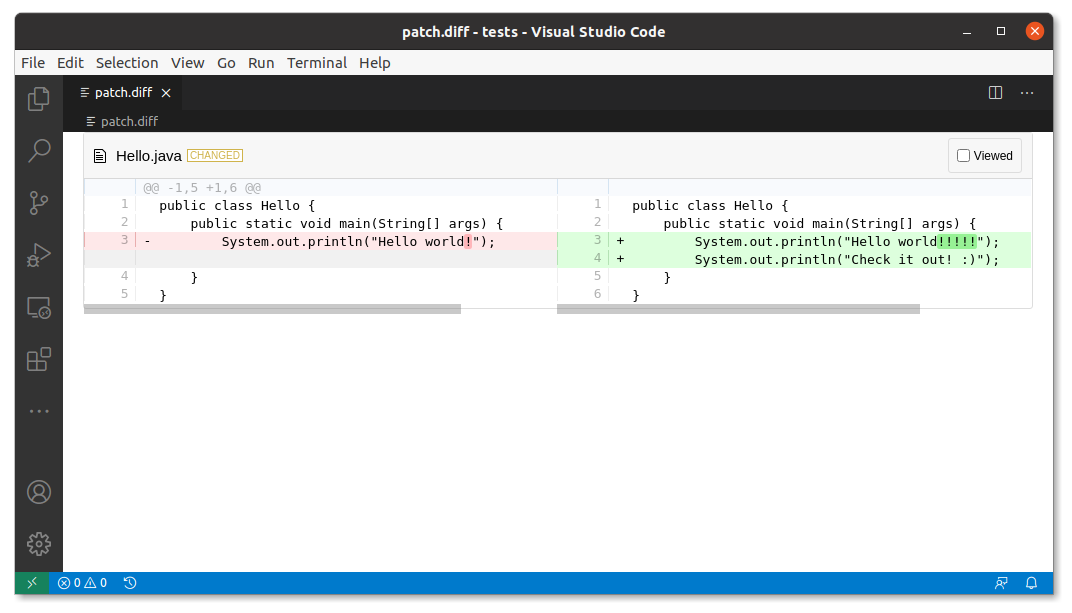 patch.diff - tests - Visual Studio Code
File Edit Selection View Go Run Terminal Help
patch.diff
patch.diff
Hello.java CHANGED Viewed
@@ -1,5 +1,6 @@
1 public class Hello {
2 public static void main(String[] args) {
3 - System.out.println("Hello world!");
4 }
5 }
1 public class Hello {
2 public static void main(String[] args) {
3 + System.out.println("Hello world!!!!!");
4 + System.out.println("Check it out! :)");
5 }
6 }
0 0